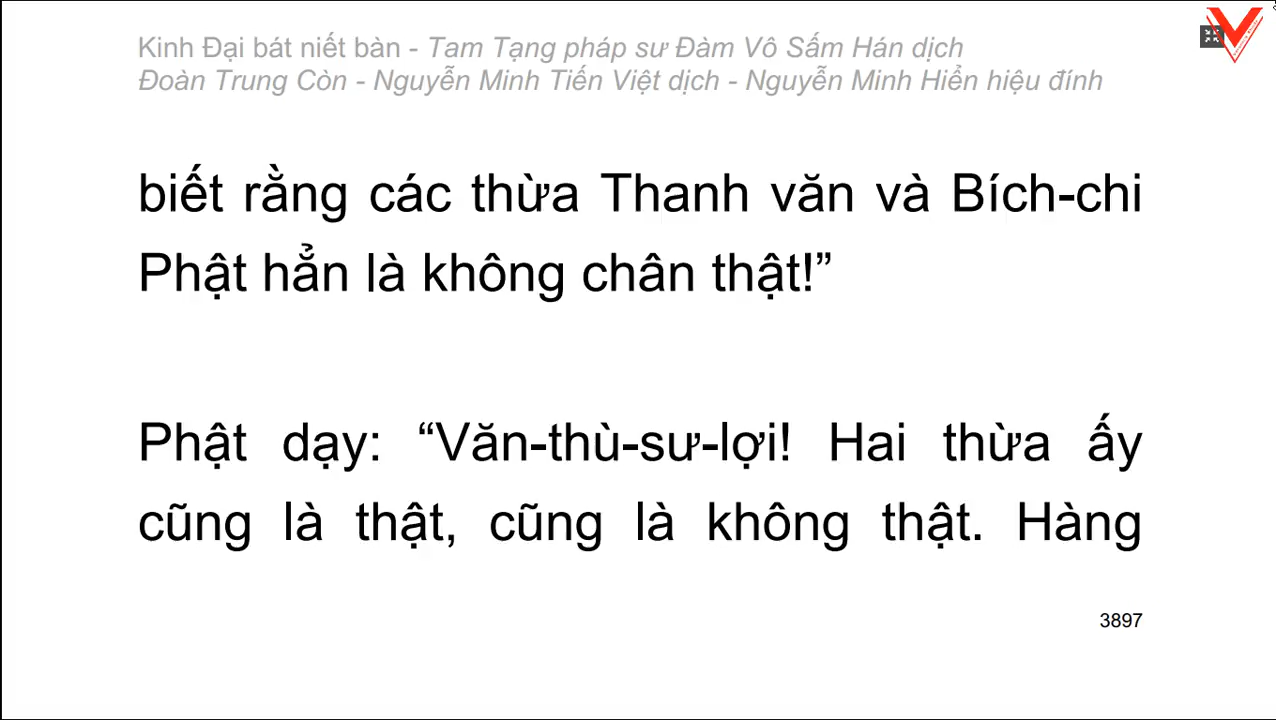 Kinh Đại bát niết bàn - Tam Tạng pháp sư Đàm Vô Sấm Hán dịch
Đoàn Trung Còn - Nguyễn Minh Tiến Việt dịch - Nguyễn Minh Hiển hiệu đính
biết rằng các thừa Thanh văn và Bích-chi
Phật hẳn là không chân thật!”
Phật dạy: “Văn-thù-sư-lợi! Hai thừa ấy
cũng là thật, cũng là không thật. Hàng
3897